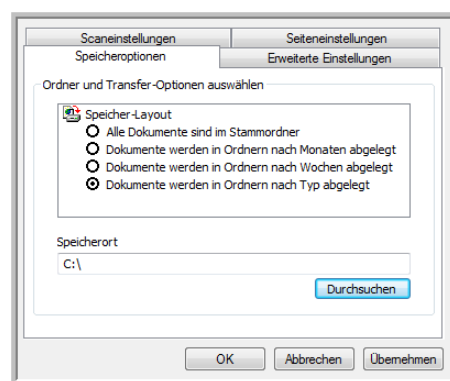 Scaneinstellungen
Seiteneinstellungen
Speicheroptionen
Erweiterte Einstellungen
Ordner und Transfer-Optionen auswählen
Speicher-Layout
Alle Dokumente sind im Stammordner
Dokumente werden in Ordnern nach Monaten abgelegt
Dokumente werden in Ordnern nach Wochen abgelegt
Dokumente werden in Ordnern nach Typ abgelegt
Speicherort
C:\
Durchsuchen
OK
Abbrechen
Übernehmen